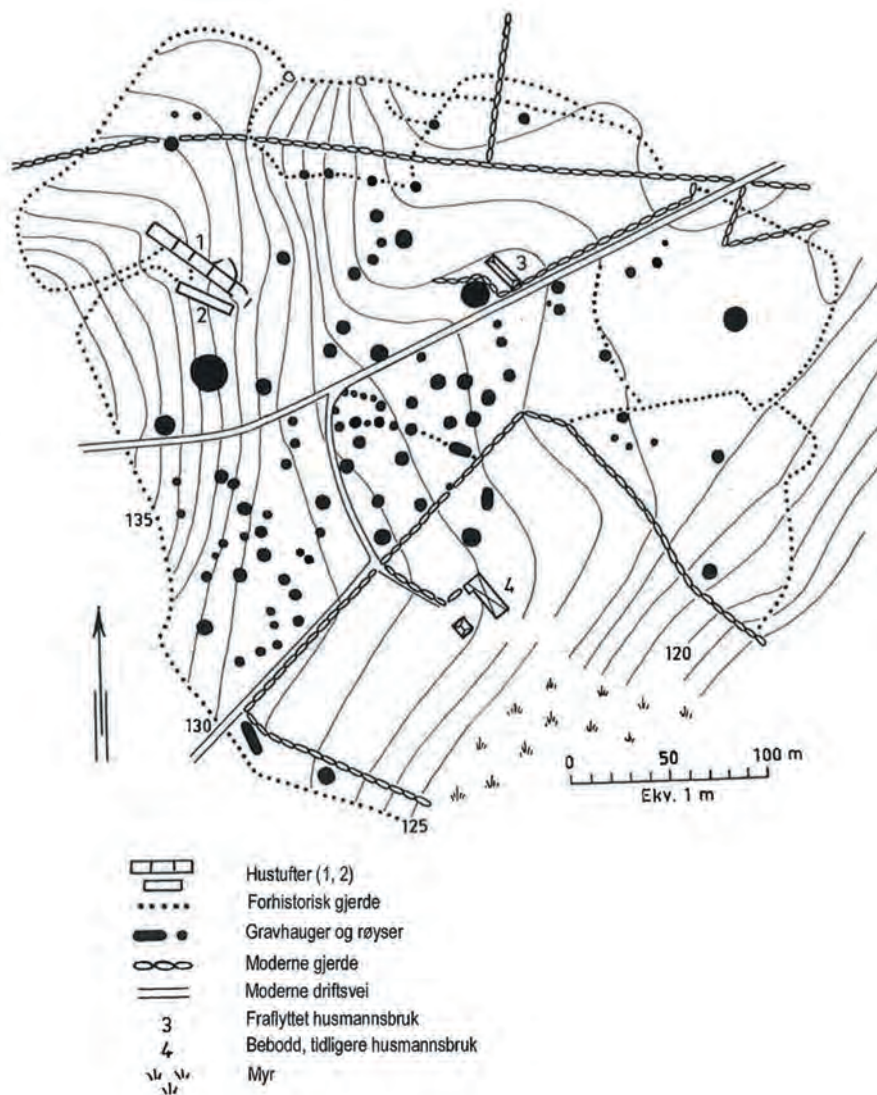 1
3
2
135
4
120
130
0 50 100 m
Ekv. 1 m
125
Hustufter (1, 2)
Forhistorisk gjerde
Gravhauger og røyser
Moderne gjerde
Moderne driftsvei
3 Fraflyttet husmannsbruk
4 Bebodd, tidligere husmannsbruk
Myr